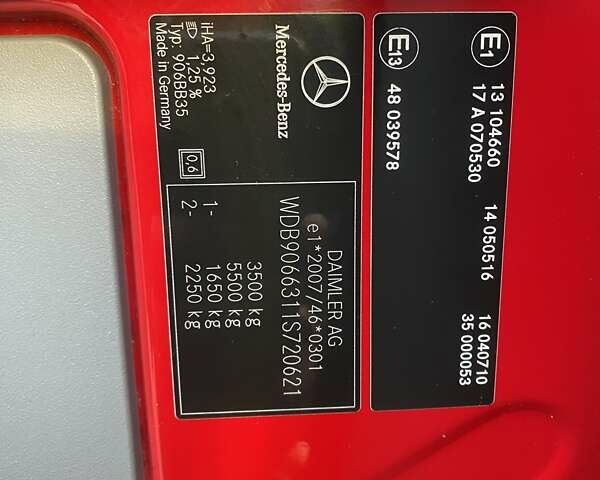 Mercedes-Benz
iHA=3,923
1,25 %
Typ: 906BB35
Made in Germany
0,6
DAIMLER AG
e1*2007/46*0301
WDB9066311S720621
3500 kg
5500 kg
1- 1650 kg
2- 2250 kg
E1
13 104660 14 050516 16 040710
17 A 070530 35 000053
E13
48 039578